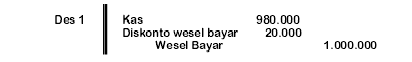 Des 1 Kas 980.000
Diskonto wesel bayar 20.000
Wesel Bayar 1.000.000